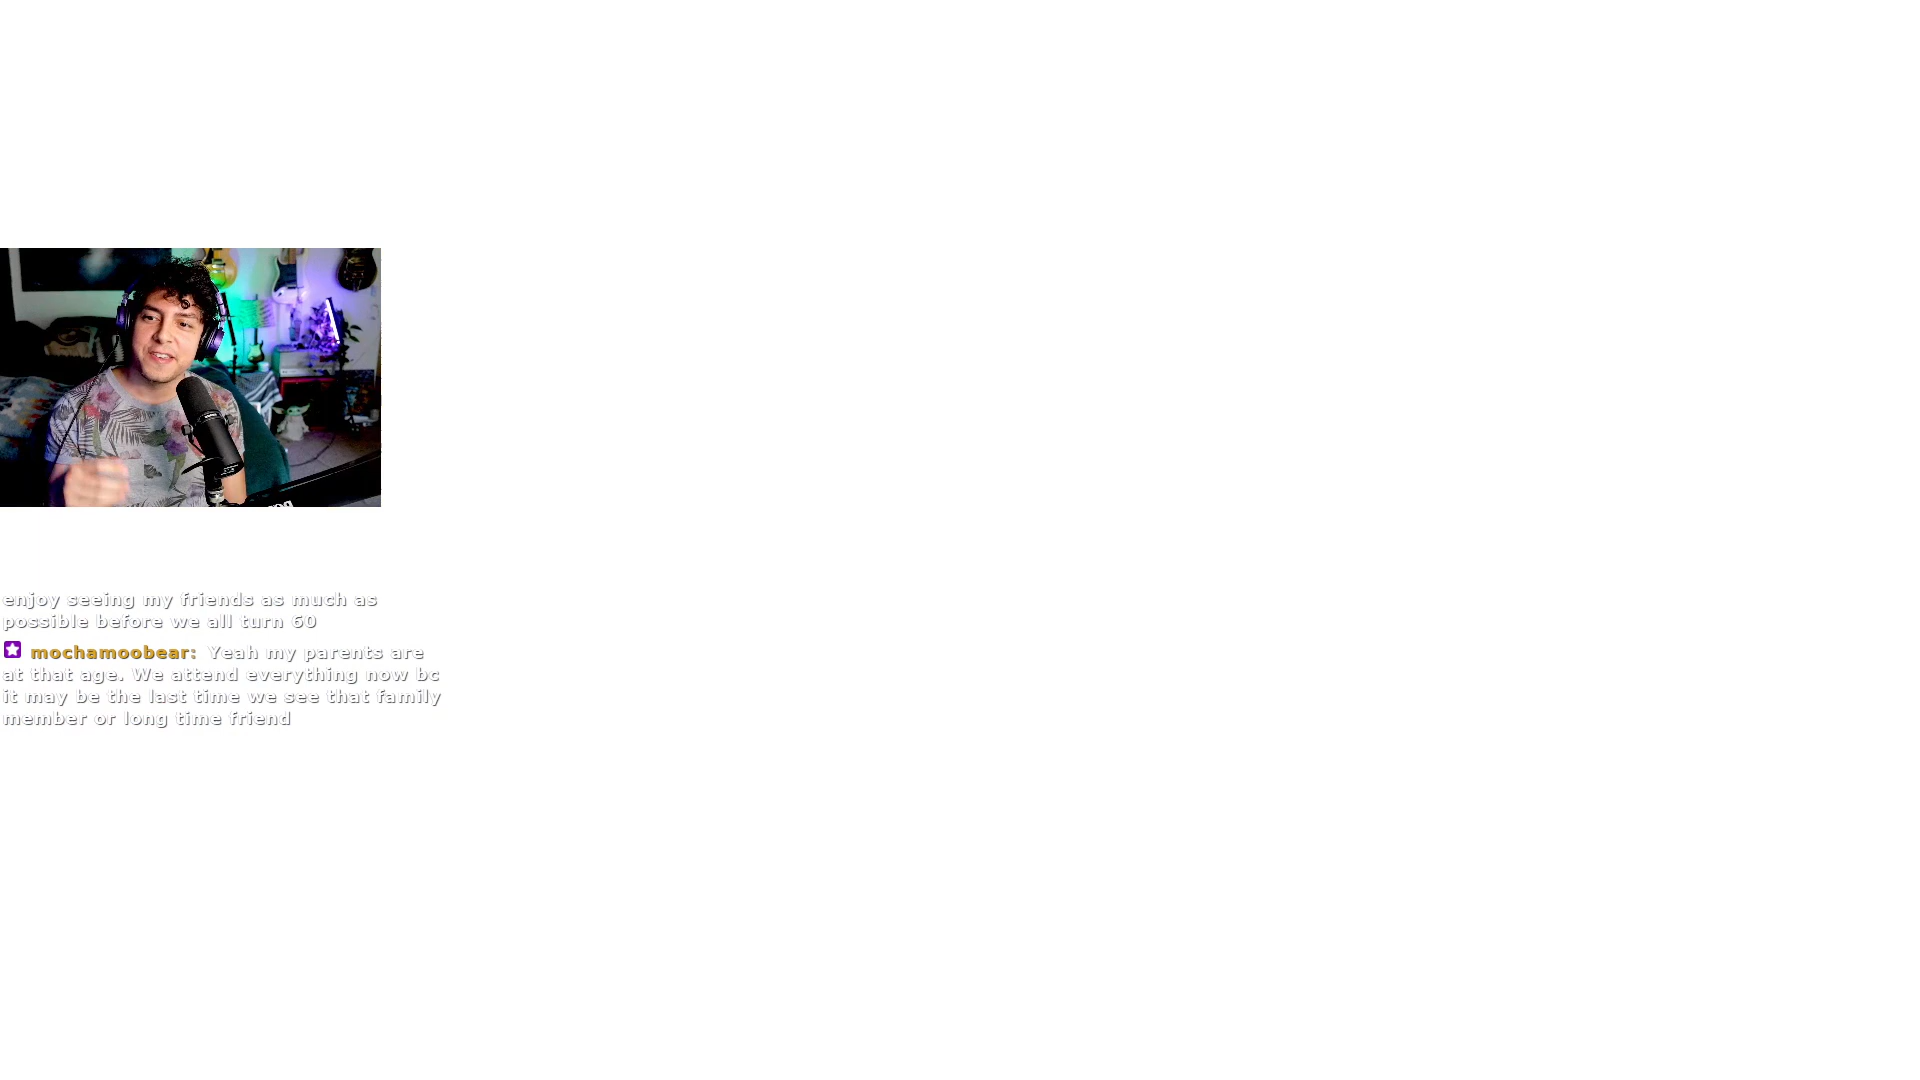 enjoy seeing my friends as much as
possible before we all turn 60
mochamoobear: Yeah my parents are
at that age. We attend everything now bc
it may be the last time we see that family
member or long time friend